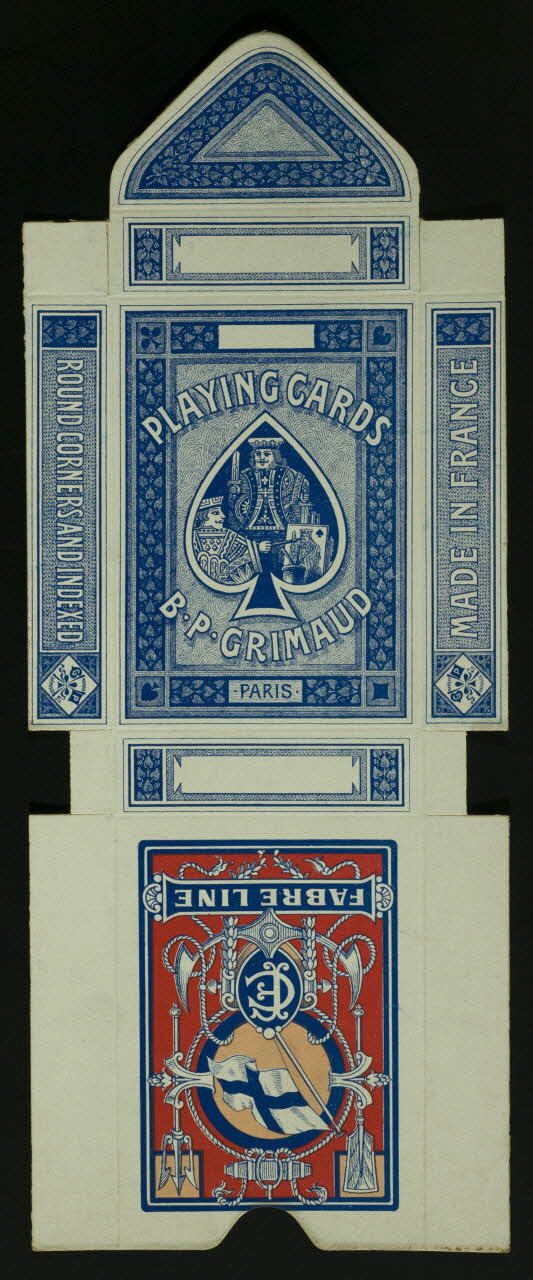 PLAYING CARDS
B·P·GRIMAUD
·PARIS·
ROUND CORNERS AND INDEXED
MADE IN FRANCE
FABRE LINE